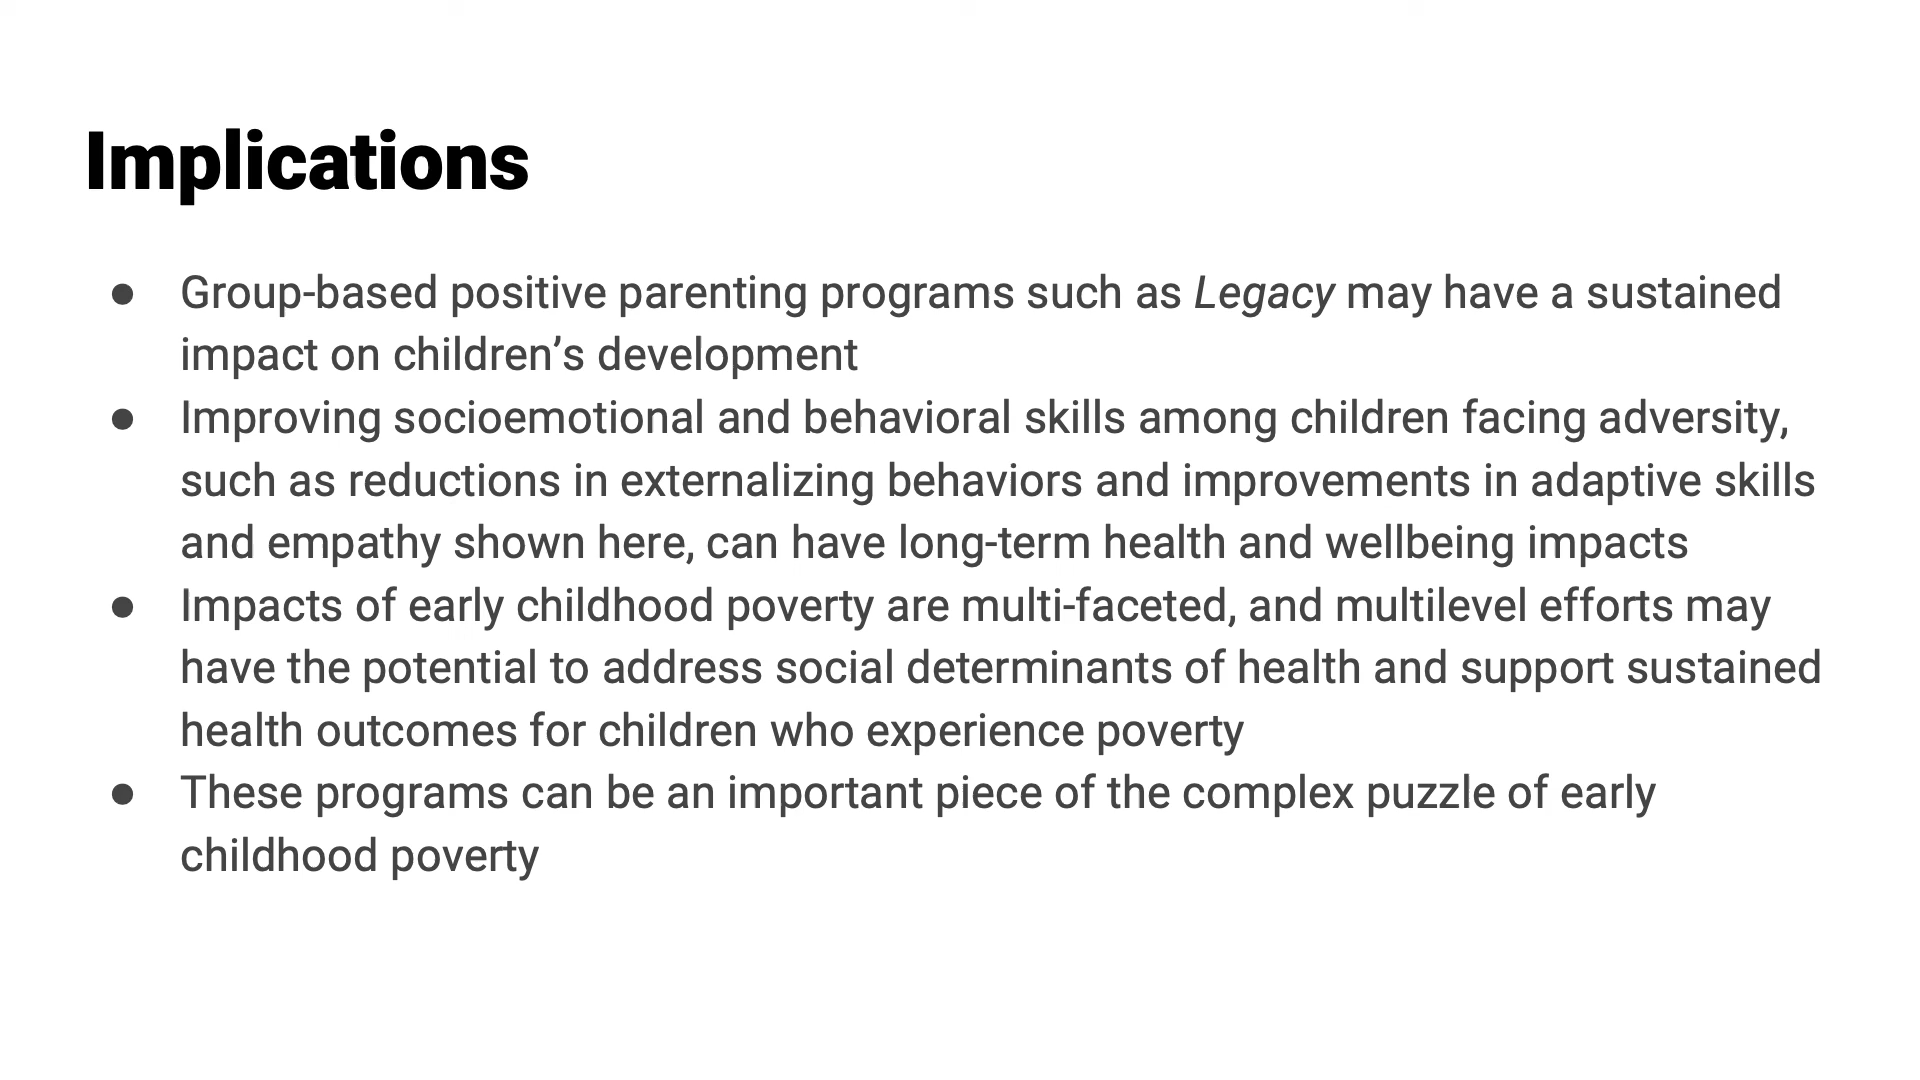 Implications
● Group-based positive parenting programs such as Legacy may have a sustained
impact on children’s development
● Improving socioemotional and behavioral skills among children facing adversity,
such as reductions in externalizing behaviors and improvements in adaptive skills
and empathy shown here, can have long-term health and wellbeing impacts
● Impacts of early childhood poverty are multi-faceted, and multilevel efforts may
have the potential to address social determinants of health and support sustained
health outcomes for children who experience poverty
● These programs can be an important piece of the complex puzzle of early
childhood poverty